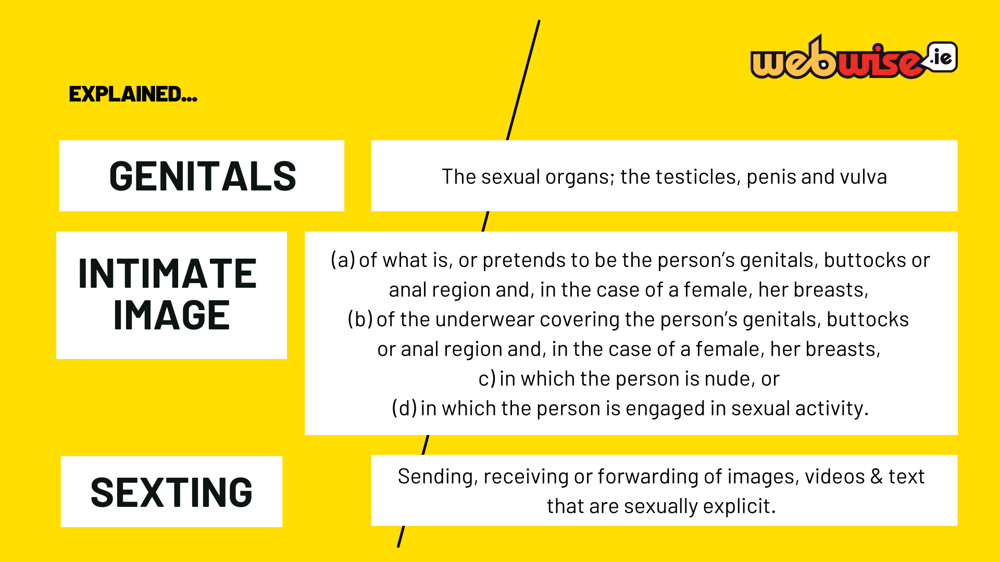 webwise.ie
EXPLAINED...
GENITALS
The sexual organs; the testicles, penis and vulva
INTIMATE
IMAGE
(a) of what is, or pretends to be the person’s genitals, buttocks or
anal region and, in the case of a female, her breasts,
(b) of the underwear covering the person’s genitals, buttocks
or anal region and, in the case of a female, her breasts,
c) in which the person is nude, or
(d) in which the person is engaged in sexual activity.
SEXTING
Sending, receiving or forwarding of images, videos & text
that are sexually explicit.